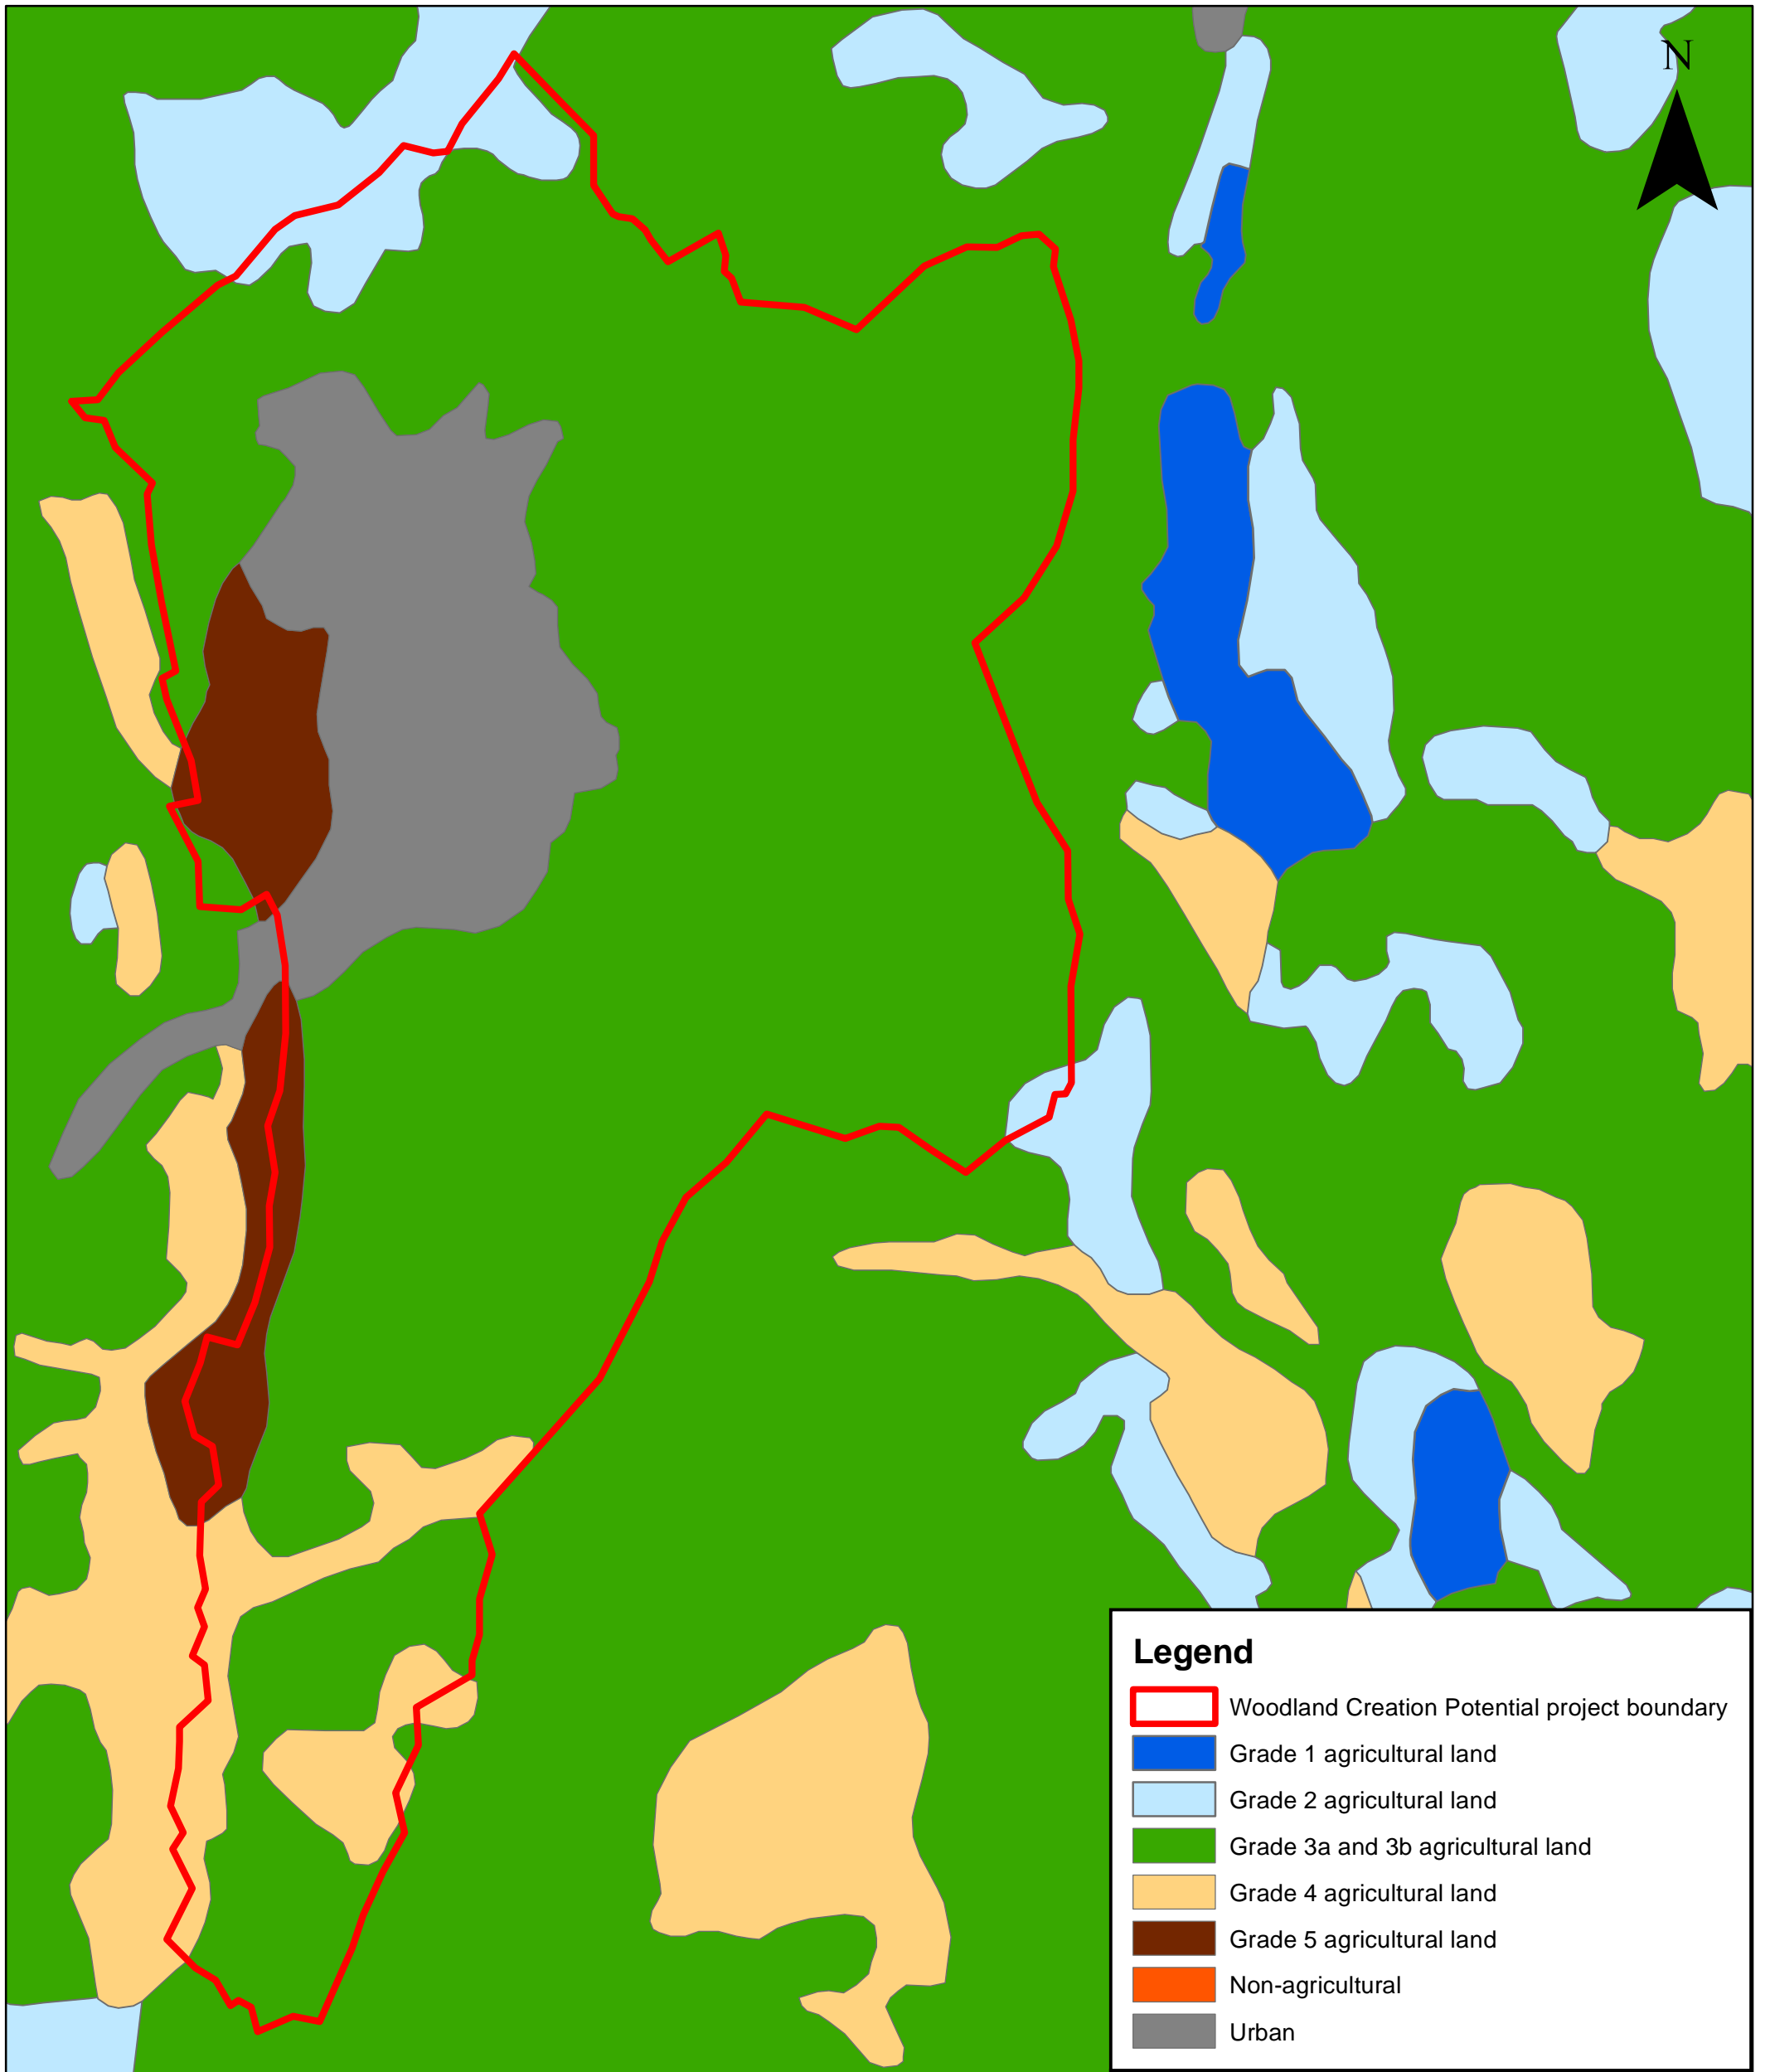 N
Legend
Woodland Creation Potential project boundary
Grade 1 agricultural land
Grade 2 agricultural land
Grade 3a and 3b agricultural land
Grade 4 agricultural land
Grade 5 agricultural land
Non-agricultural
Urban